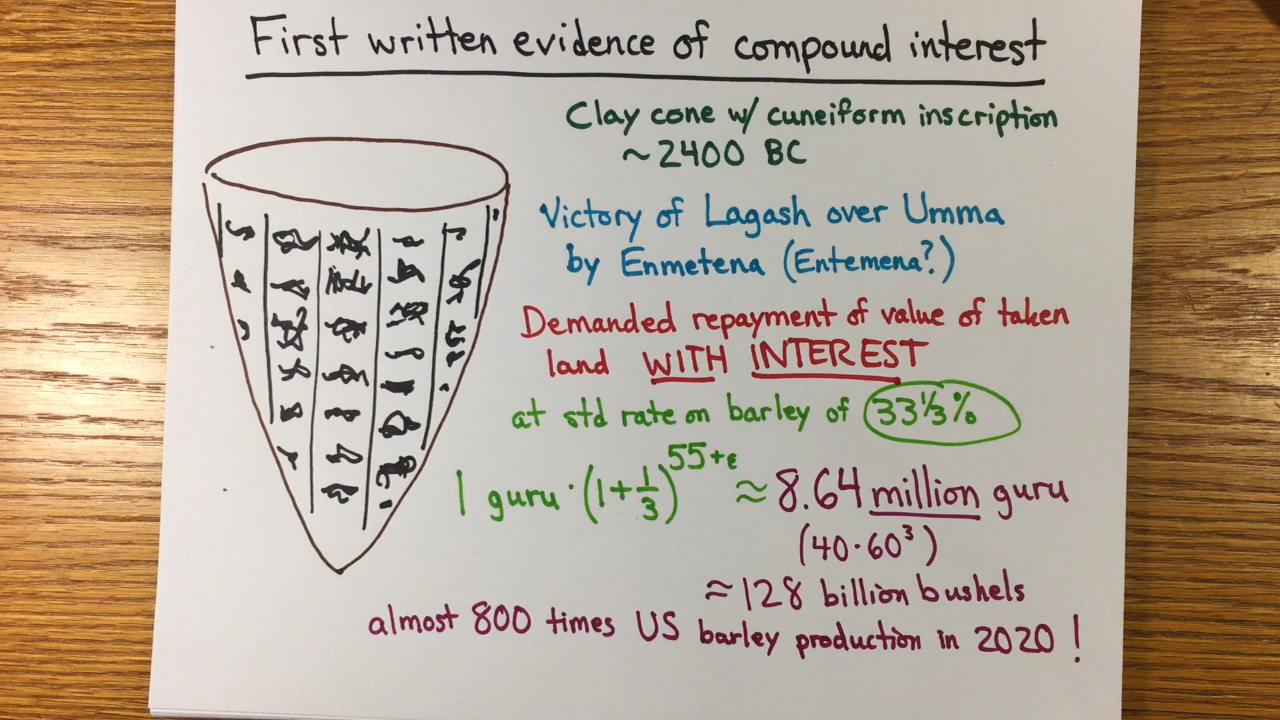 First written evidence of compound interest
Clay cone w/ cuneiform inscription
~2400 BC
Victory of Lagash over Umma
by Enmetena (Entemena?)
Demanded repayment of value of taken
land WITH INTEREST
at std rate on barley of 33⅓%
1 guru · (1+1/3)^55+ε ≈ 8.64 million guru
(40·60³)
≈128 billion bushels
almost 800 times US barley production in 2020!